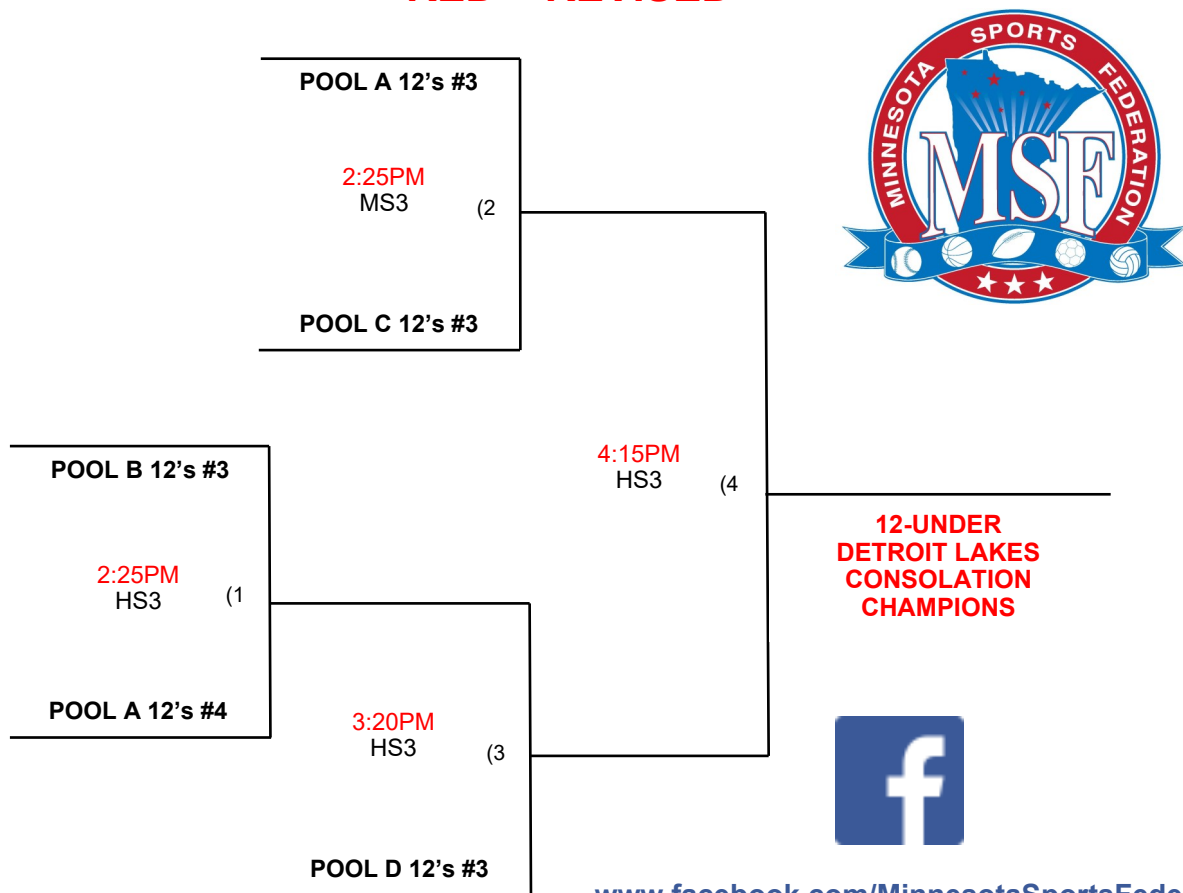 POOL A 12’s #3
2:25PM
MS3 (2
POOL C 12’s #3
MINNESOTA SPORTS FEDERATION
MSF
POOL B 12’s #3
2:25PM
HS3 (1
POOL A 12’s #4
4:15PM
HS3 (4
12-UNDER
DETROIT LAKES
CONSOLATION
CHAMPIONS
3:20PM
HS3 (3
POOL D 12’s #3
f